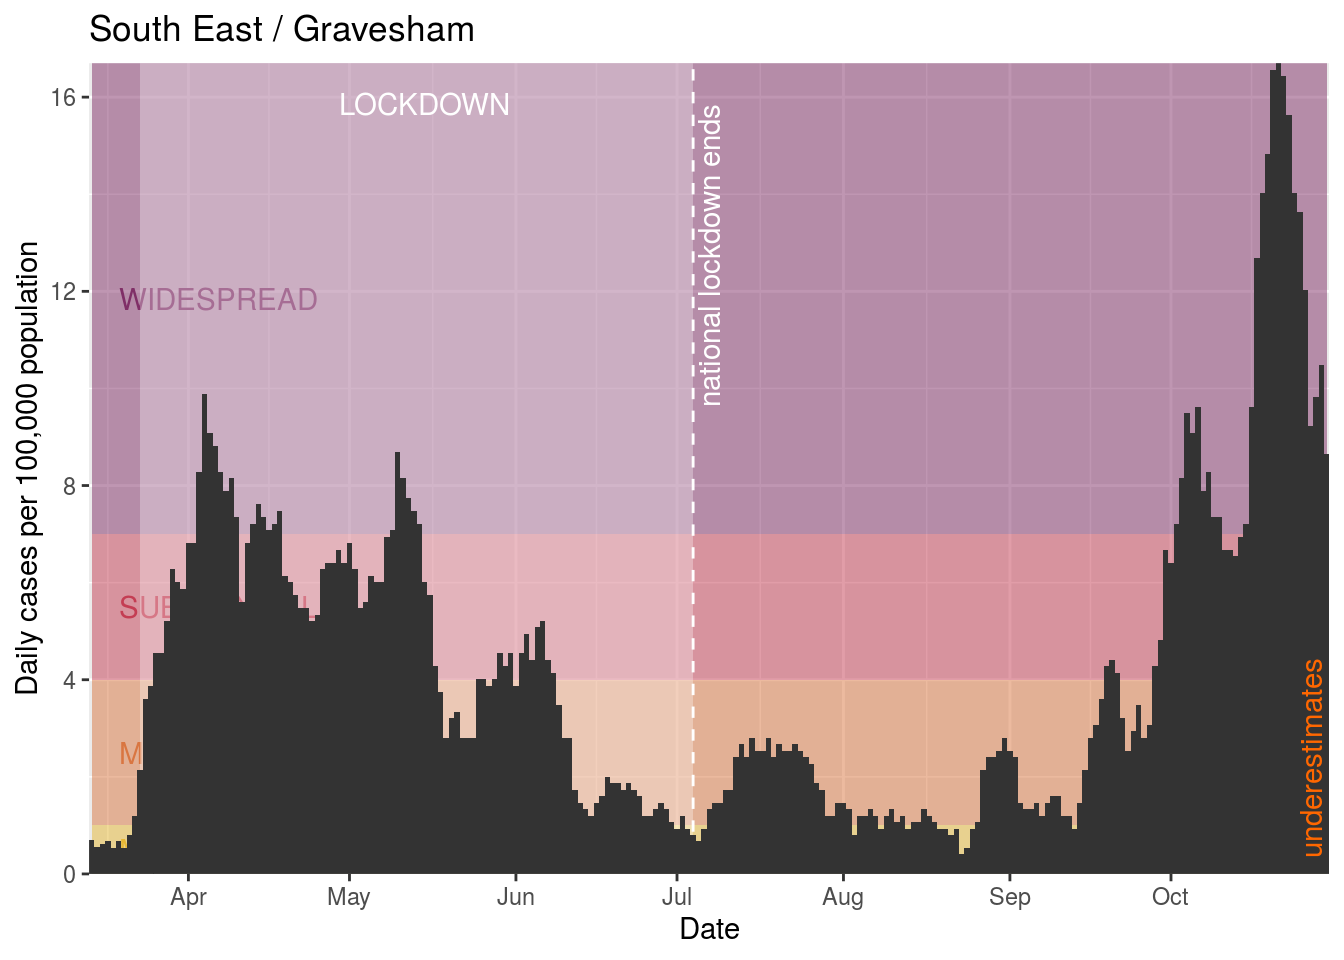 South East / Gravesham
Daily cases per 100,000 population
16
12
8
4
0
LOCKDOWN
national lockdown ends
WIDESPREAD
underestimates
Apr
May
Jun
Jul
Aug
Sep
Oct
Date